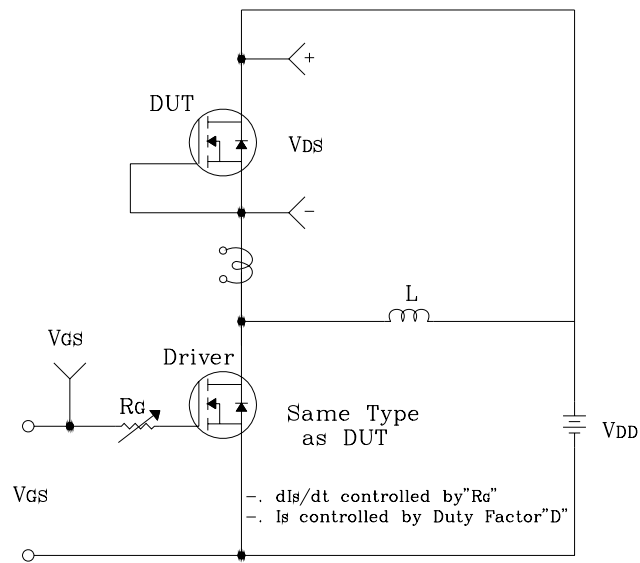 +
DUT
VDS
-
L
VGS
Driver
RG
Same Type
as DUT
VDD
VGS
-. dIs/dt controlled by"RG"
-. Is controlled by Duty Factor"D"